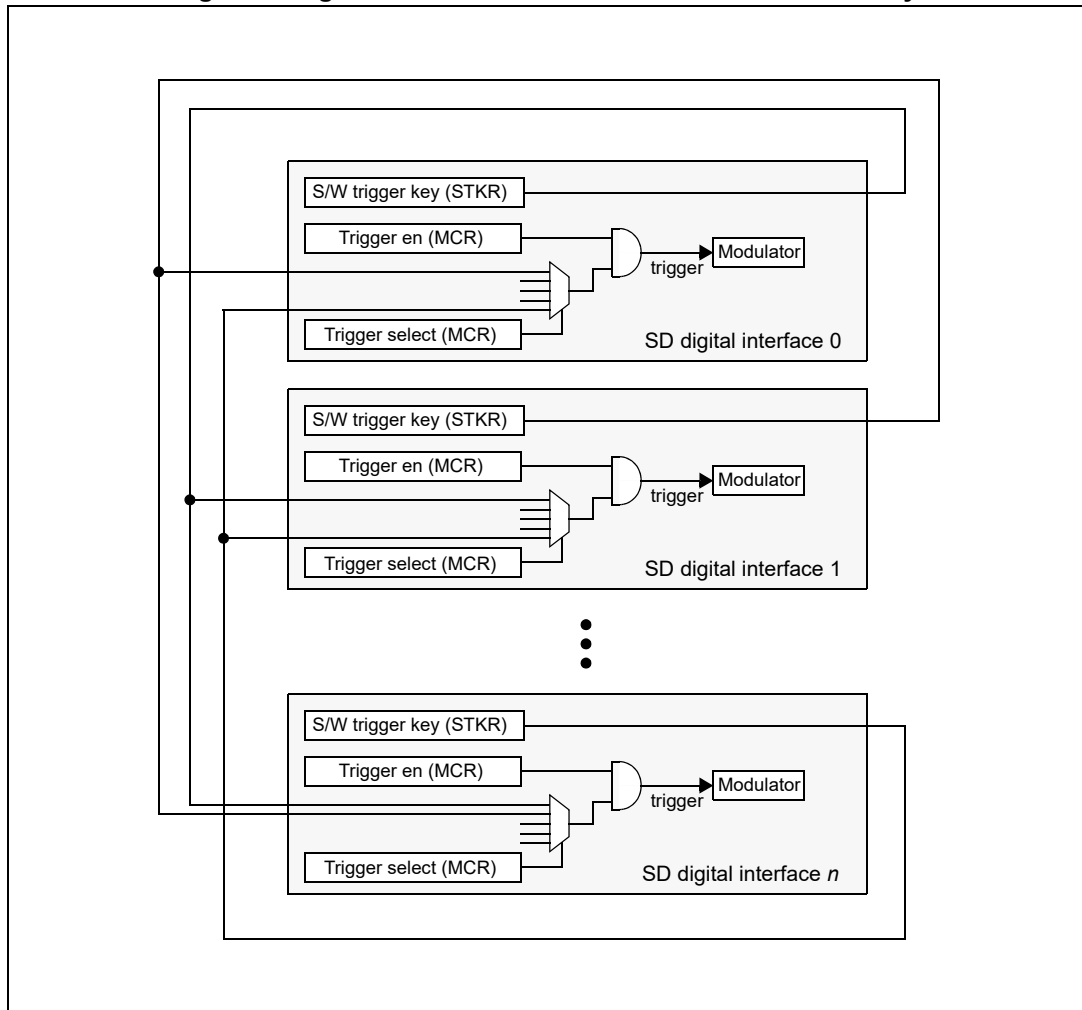 S/W trigger key (STKR)
Trigger en (MCR)
Modulator
trigger
Trigger select (MCR)
SD digital interface 0
S/W trigger key (STKR)
Trigger en (MCR)
Modulator
trigger
Trigger select (MCR)
SD digital interface 1
S/W trigger key (STKR)
Trigger en (MCR)
Modulator
trigger
Trigger select (MCR)
SD digital interface n